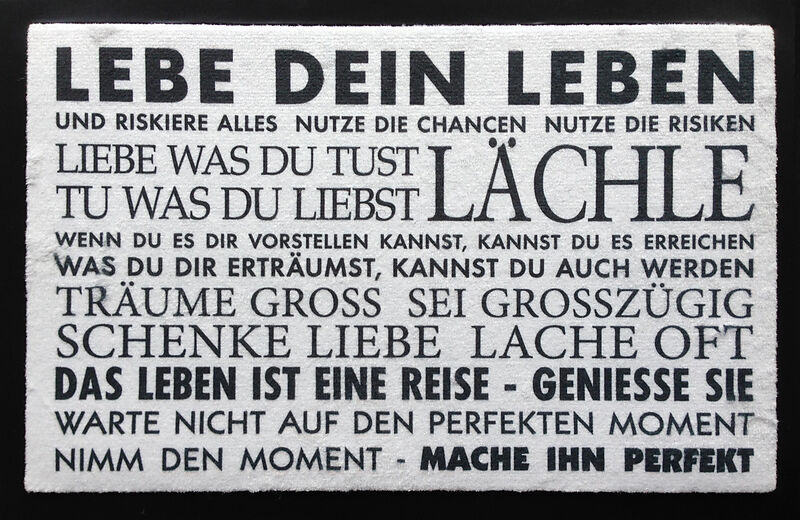 LEBE DEIN LEBEN
UND RISKIERE ALLES NUTZE DIE CHANCEN NUTZE DIE RISIKEN
LIEBE WAS DU TUST
TU WAS DU LIEBST
LÄCHLE
WENN DU ES DIR VORSTELLEN KANNST, KANNST DU ES ERREICHEN
WAS DU DIR ERTRÄUMST, KANNST DU AUCH WERDEN
TRÄUME GROSS SEI GROSSZÜGIG
SCHENKE LIEBE LACHE OFT
DAS LEBEN IST EINE REISE - GENIESSE SIE
WARTE NICHT AUF DEN PERFEKTEN MOMENT
NIMM DEN MOMENT - MACHE IHN PERFEKT